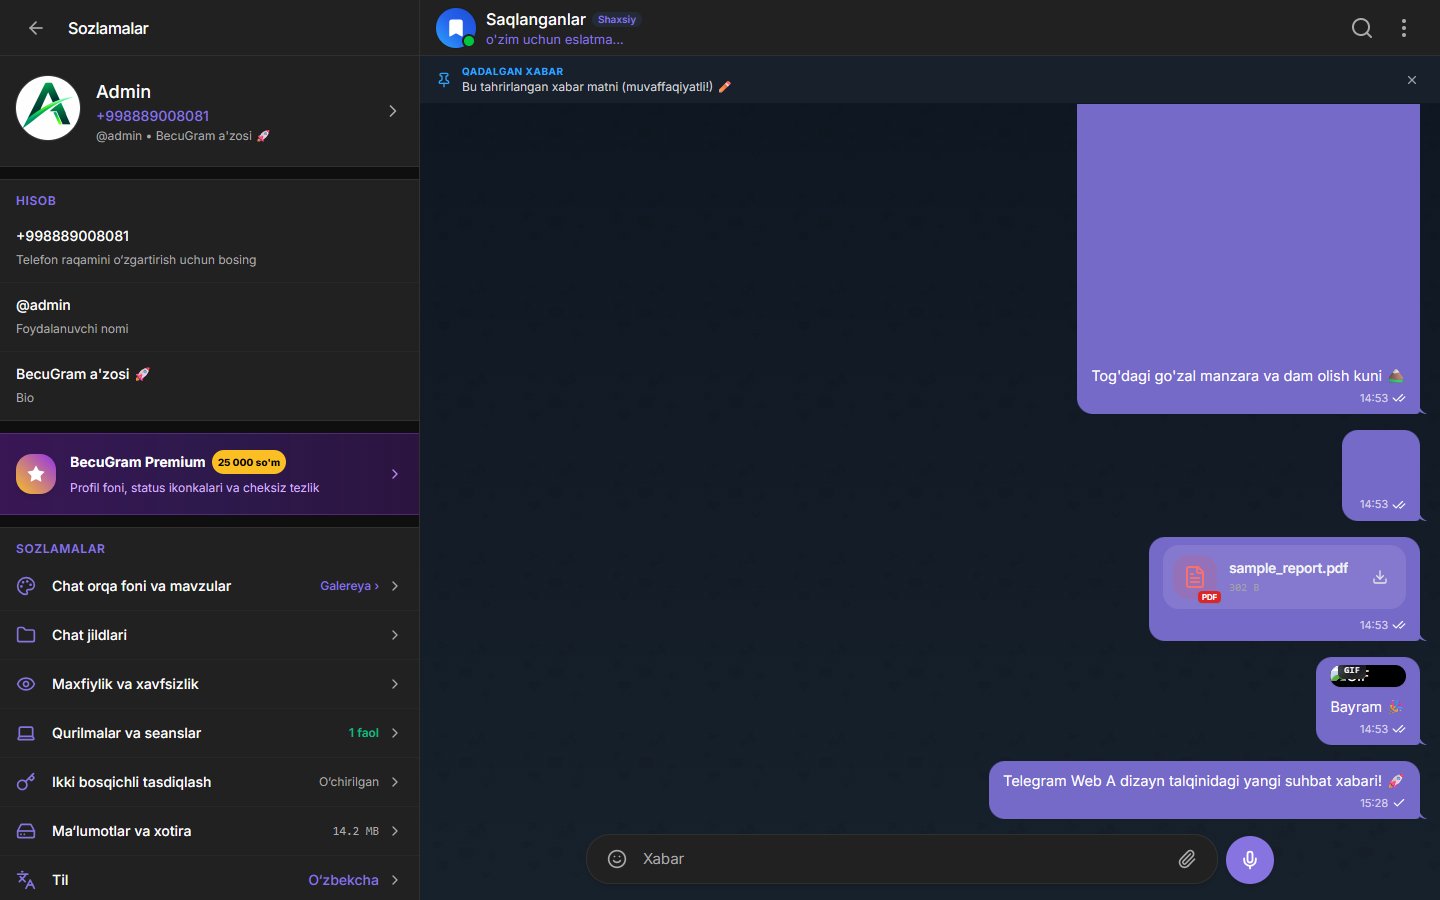 Sozlamalar
Admin
+998889008081
@admin • BecuGram a'zosi 🚀
HISOB
+998889008081
Telefon raqamini o‘zgartirish uchun bosing
@admin
Foydalanuvchi nomi
BecuGram a'zosi 🚀
Bio
BecuGram Premium 25 000 so'm
Profil foni, status ikonkalari va cheksiz tezlik
SOZLAMALAR
Chat orqa foni va mavzular Galereya ›
Chat jildlari
Maxfiylik va xavfsizlik
Qurilmalar va seanslar 1 faol
Ikki bosqichli tasdiqlash O‘chirilgan
Ma’lumotlar va xotira 14.2 MB
Til O‘zbekcha
Saqlanganlar Shaxsiy
o'zim uchun eslatma...
QADALGAN XABAR
Bu tahrirlangan xabar matni (muvaffaqiyatli!) ✏️
Tog'dagi go'zal manzara va dam olish kuni ⛰️
14:53
14:53
sample_report.pdf
302 B
PDF
14:53
GIF
Bayram 🎉
14:53
Telegram Web A dizayn talqinidagi yangi suhbat xabari! 🚀
15:28
Xabar